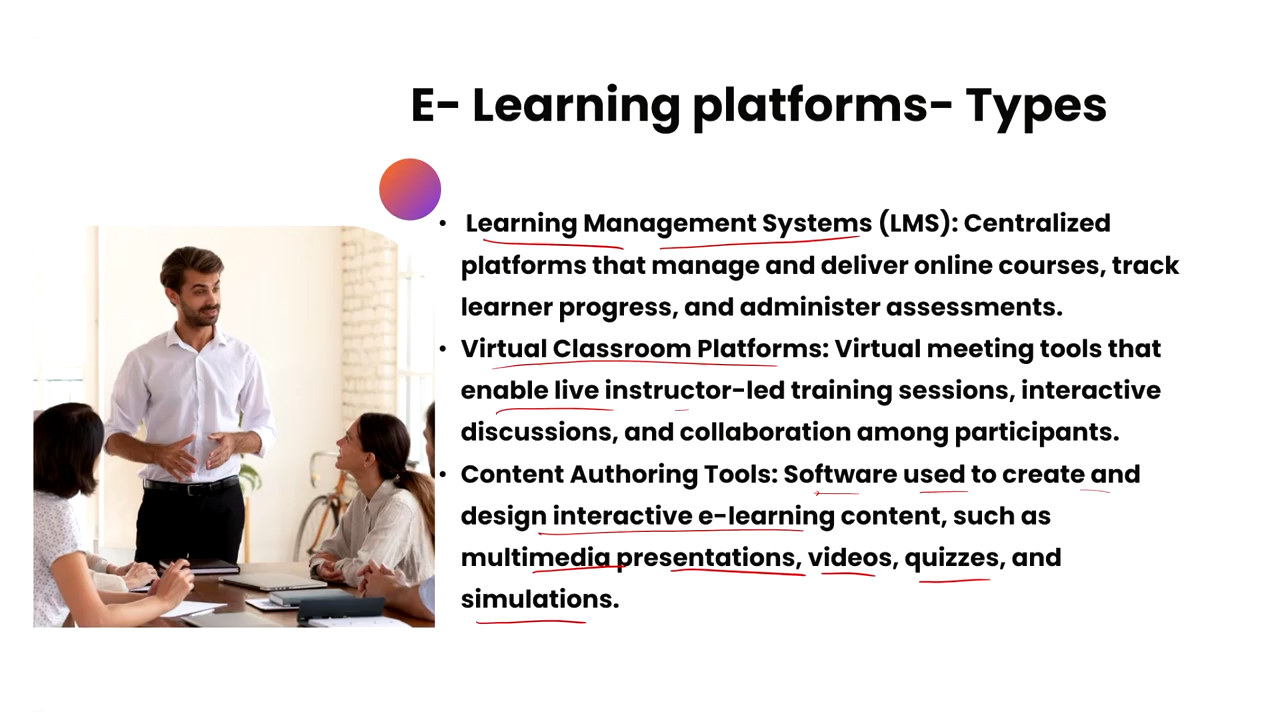 E- Learning platforms- Types
• Learning Management Systems (LMS): Centralized
platforms that manage and deliver online courses, track
learner progress, and administer assessments.
• Virtual Classroom Platforms: Virtual meeting tools that
enable live instructor-led training sessions, interactive
discussions, and collaboration among participants.
• Content Authoring Tools: Software used to create and
design interactive e-learning content, such as
multimedia presentations, videos, quizzes, and
simulations.